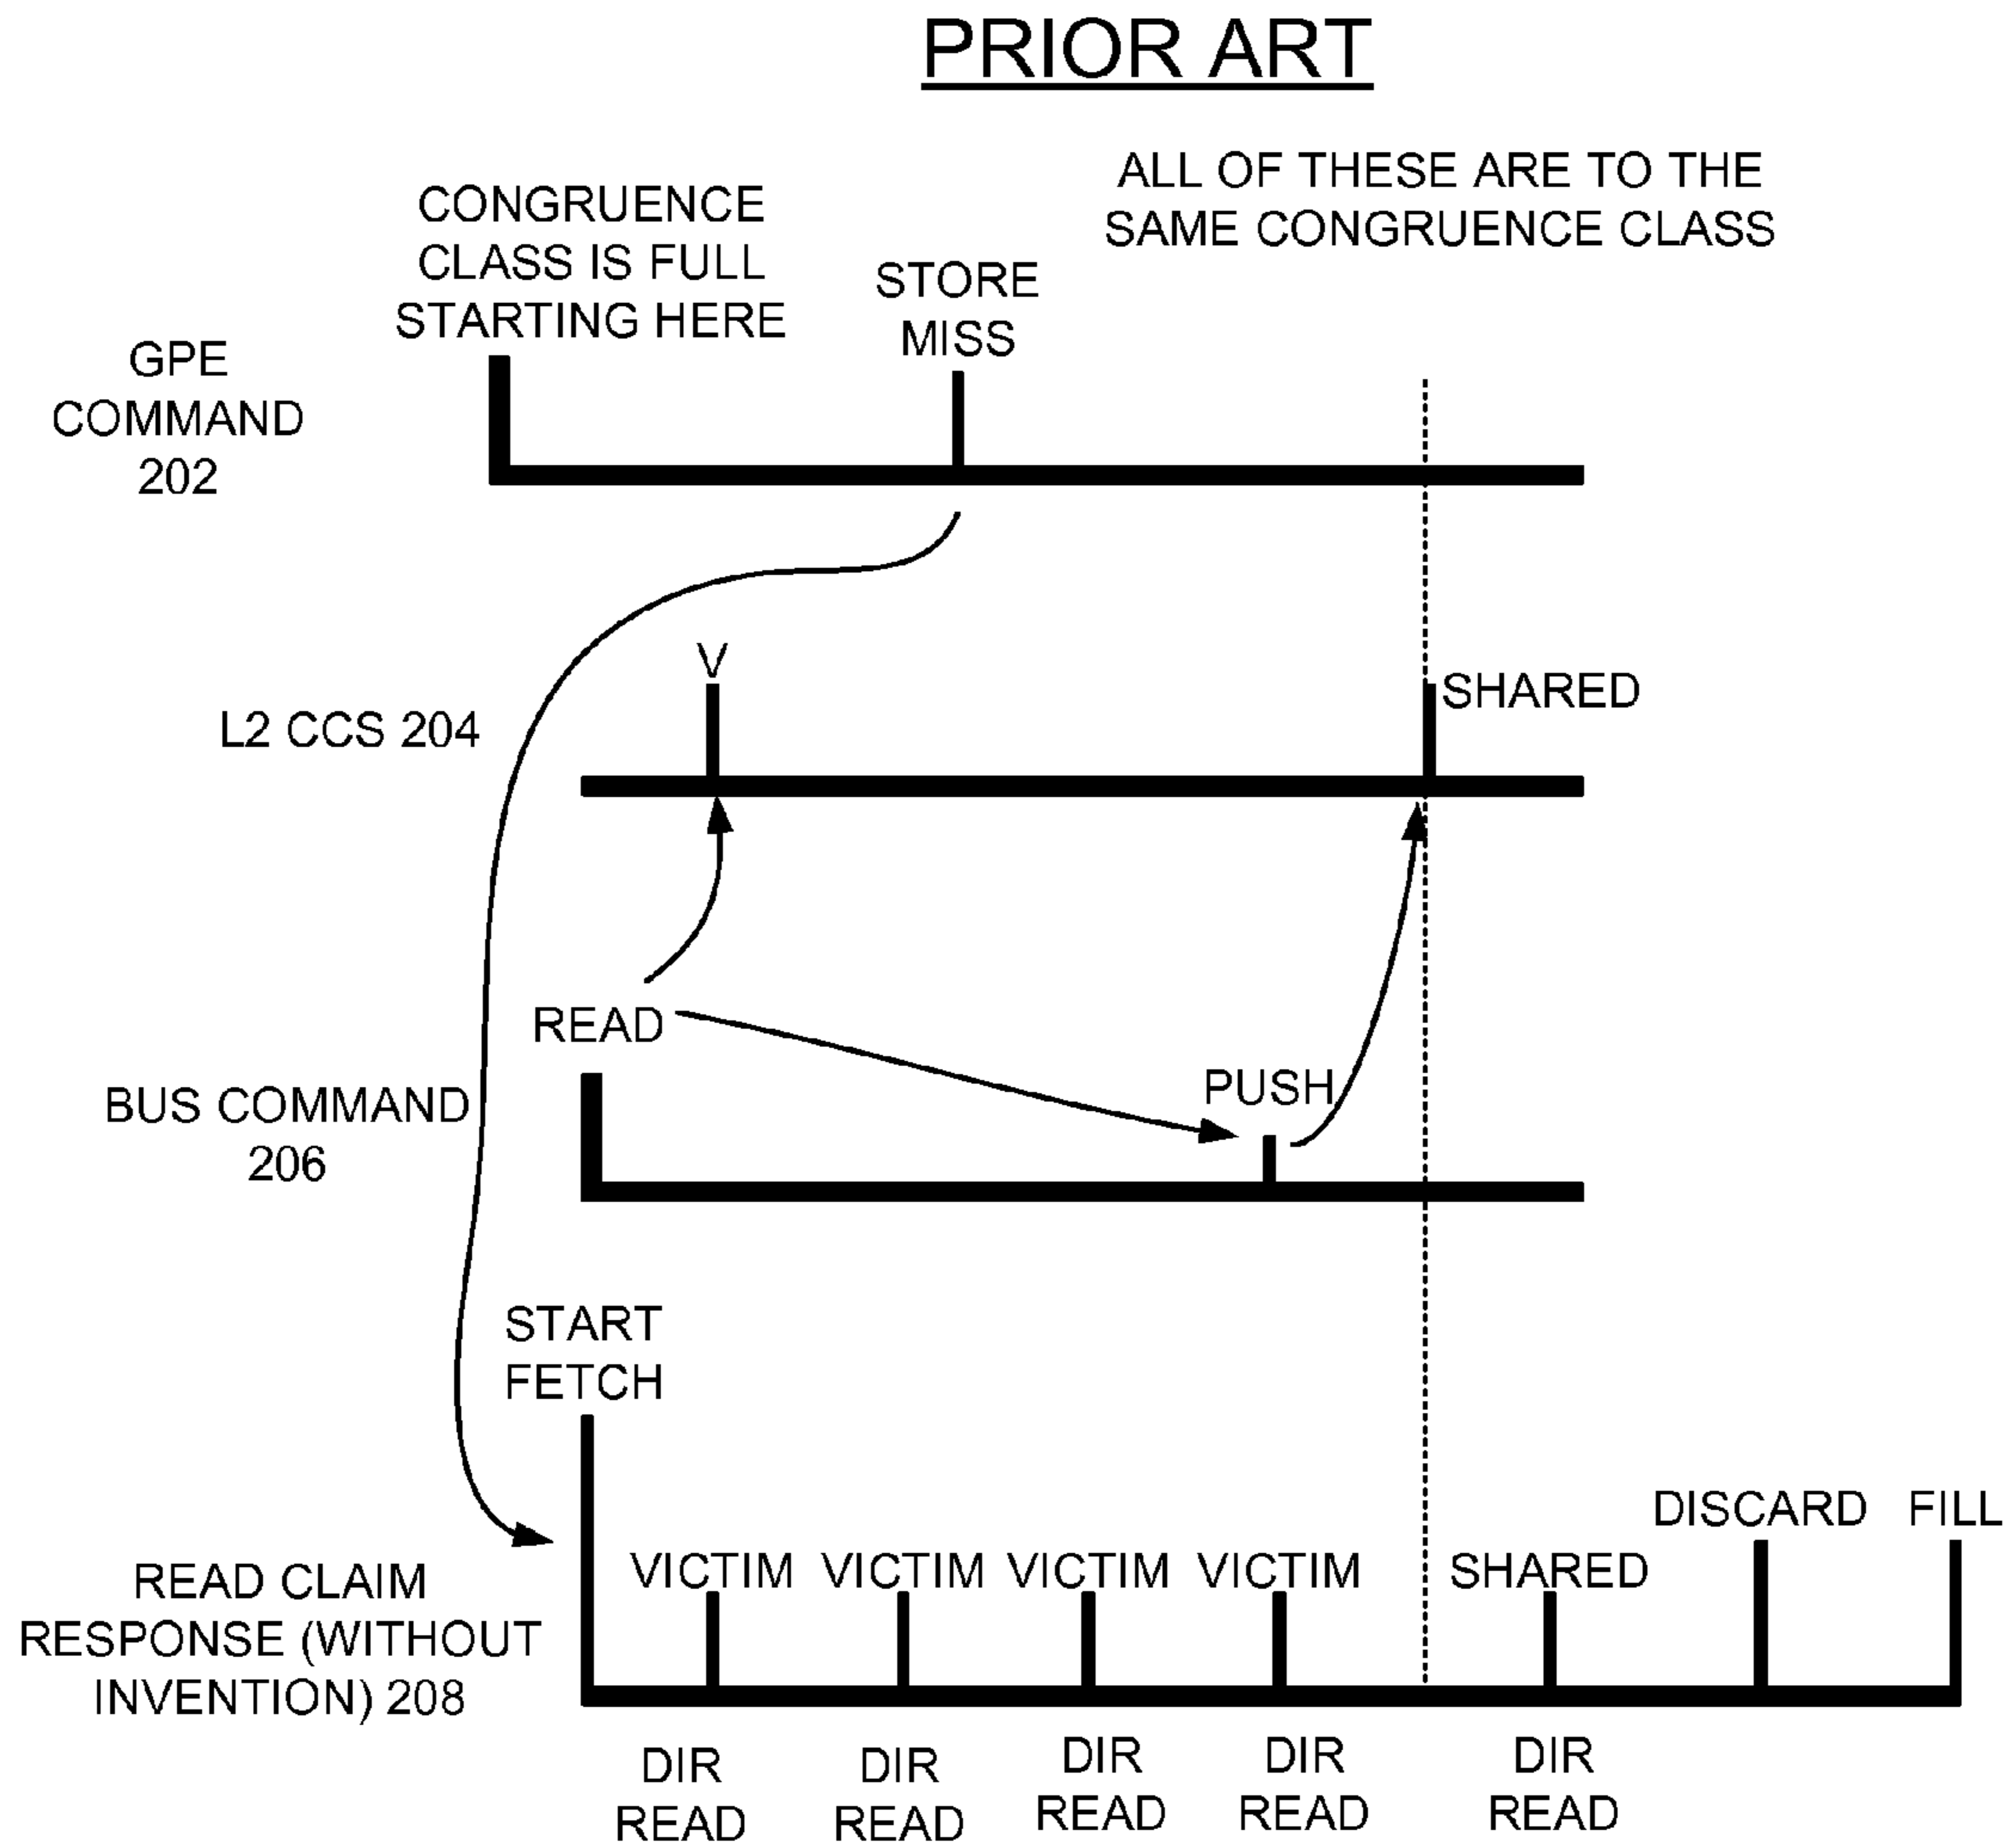 PRIOR ART
ALL OF THESE ARE TO THE
SAME CONGRUENCE CLASS
CONGRUENCE
CLASS IS FULL
STARTING HERE
STORE
MISS
GPE
COMMAND
202
V
SHARED
L2 CCS 204
READ
PUSH
BUS COMMAND
206
START
FETCH
DISCARD
FILL
VICTIM
VICTIM
VICTIM
VICTIM
SHARED
READ CLAIM
RESPONSE (WITHOUT
INVENTION) 208
DIR
READ
DIR
READ
DIR
READ
DIR
READ
DIR
READ